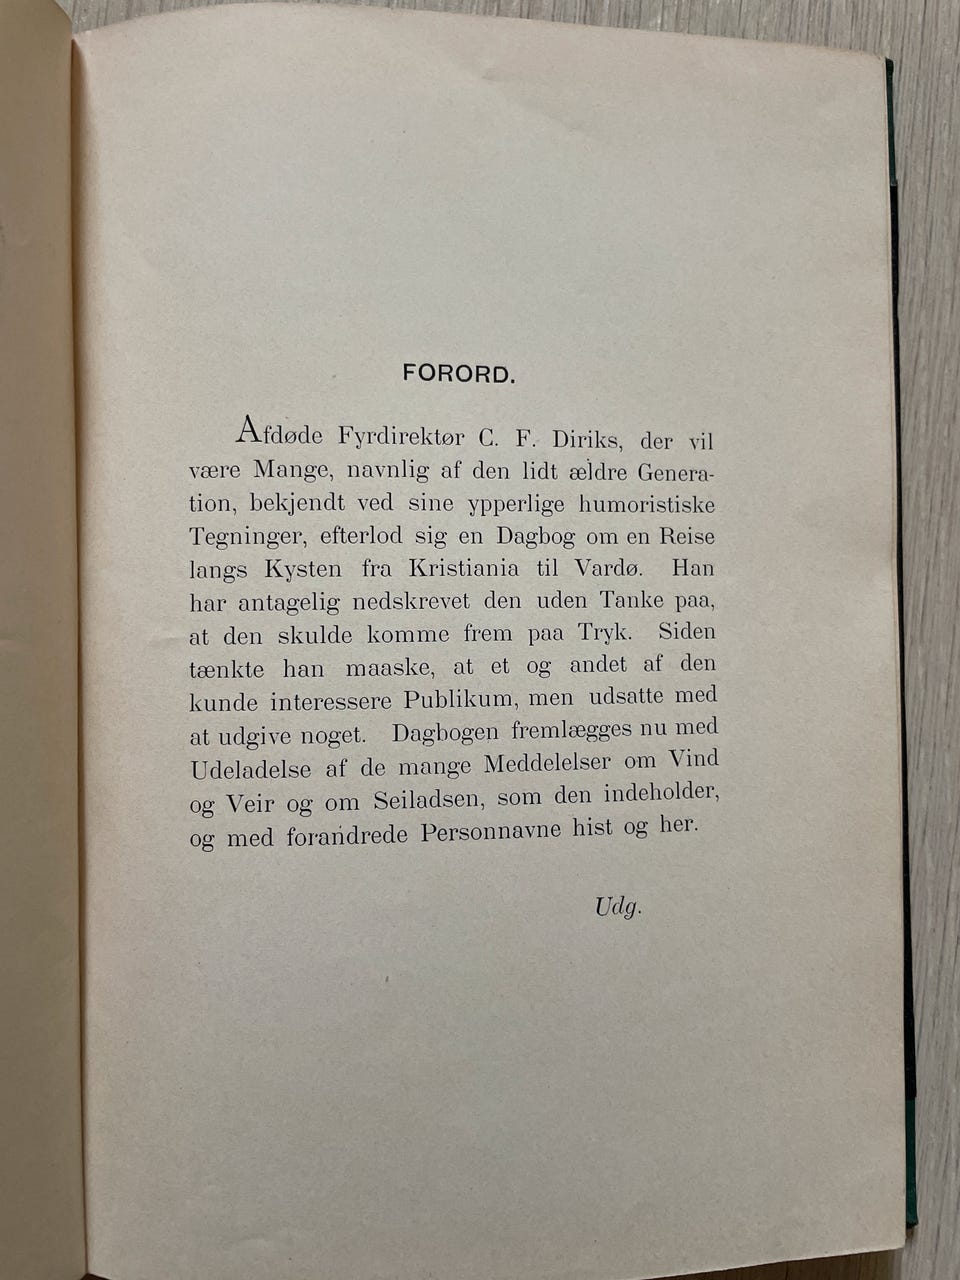 FORORD.
Afdøde Fyrdirektør C. F. Diriks, der vil
være Mange, navnlig af den lidt ældre Genera-
tion, bekjendt ved sine ypperlige humoristiske
Tegninger, efterlod sig en Dagbog om en Reise
langs Kysten fra Kristiania til Vardø. Han
har antagelig nedskrevet den uden Tanke paa,
at den skulde komme frem paa Tryk. Siden
tænkte han maaske, at et og andet af den
kunde interessere Publikum, men udsatte med
at udgive noget. Dagbogen fremlægges nu med
Udeladelse af de mange Meddelelser om Vind
og Veir og om Seiladsen, som den indeholder,
og med forandrede Personnavne hist og her.
Udg.